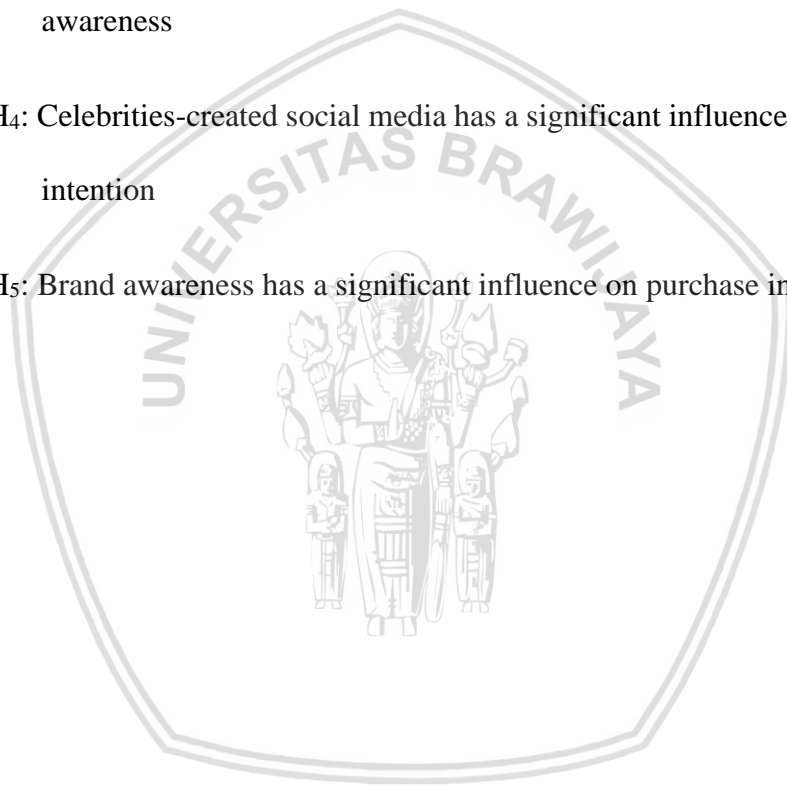 awareness
H4: Celebrities-created social media has a significant influence
intention
H5: Brand awareness has a significant influence on purchase in
UNIVERSITAS BRAWIJAYA